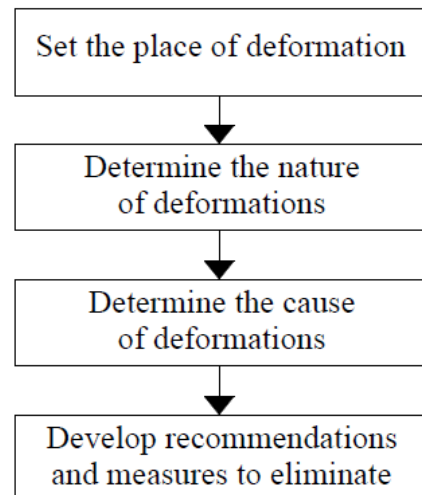 Set the place of deformation
Determine the nature
of deformations
Determine the cause
of deformations
Develop recommendations
and measures to eliminate